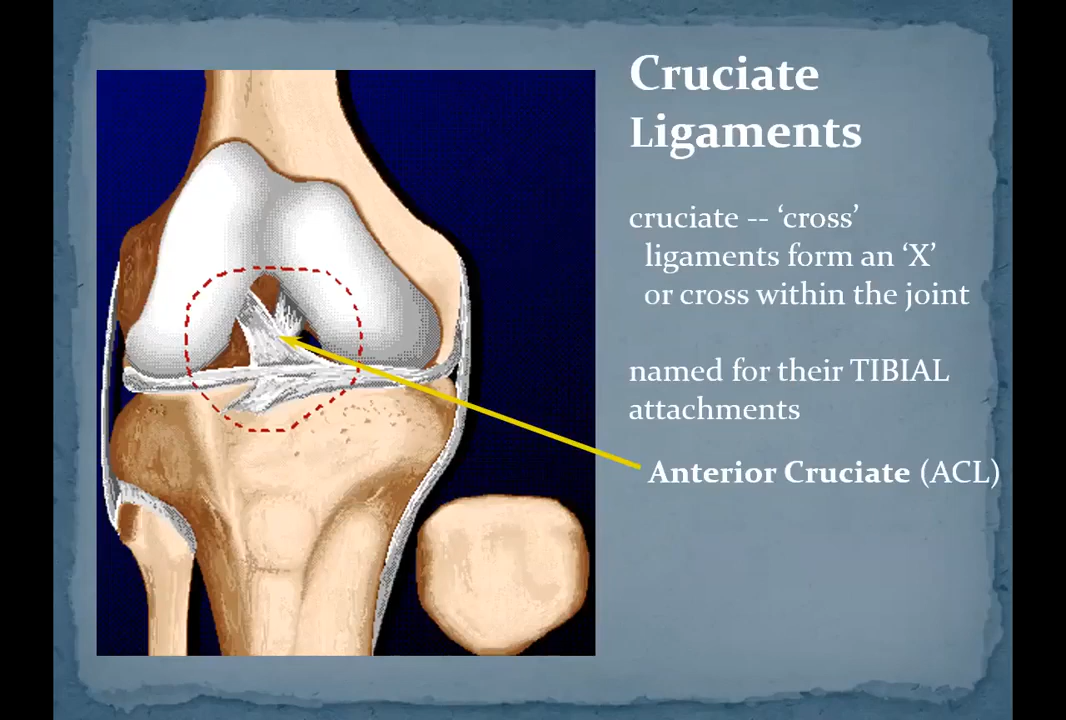 Cruciate
Ligaments
cruciate -- ‘cross’
ligaments form an ‘X’
or cross within the joint
named for their TIBIAL
attachments
Anterior Cruciate (ACL)